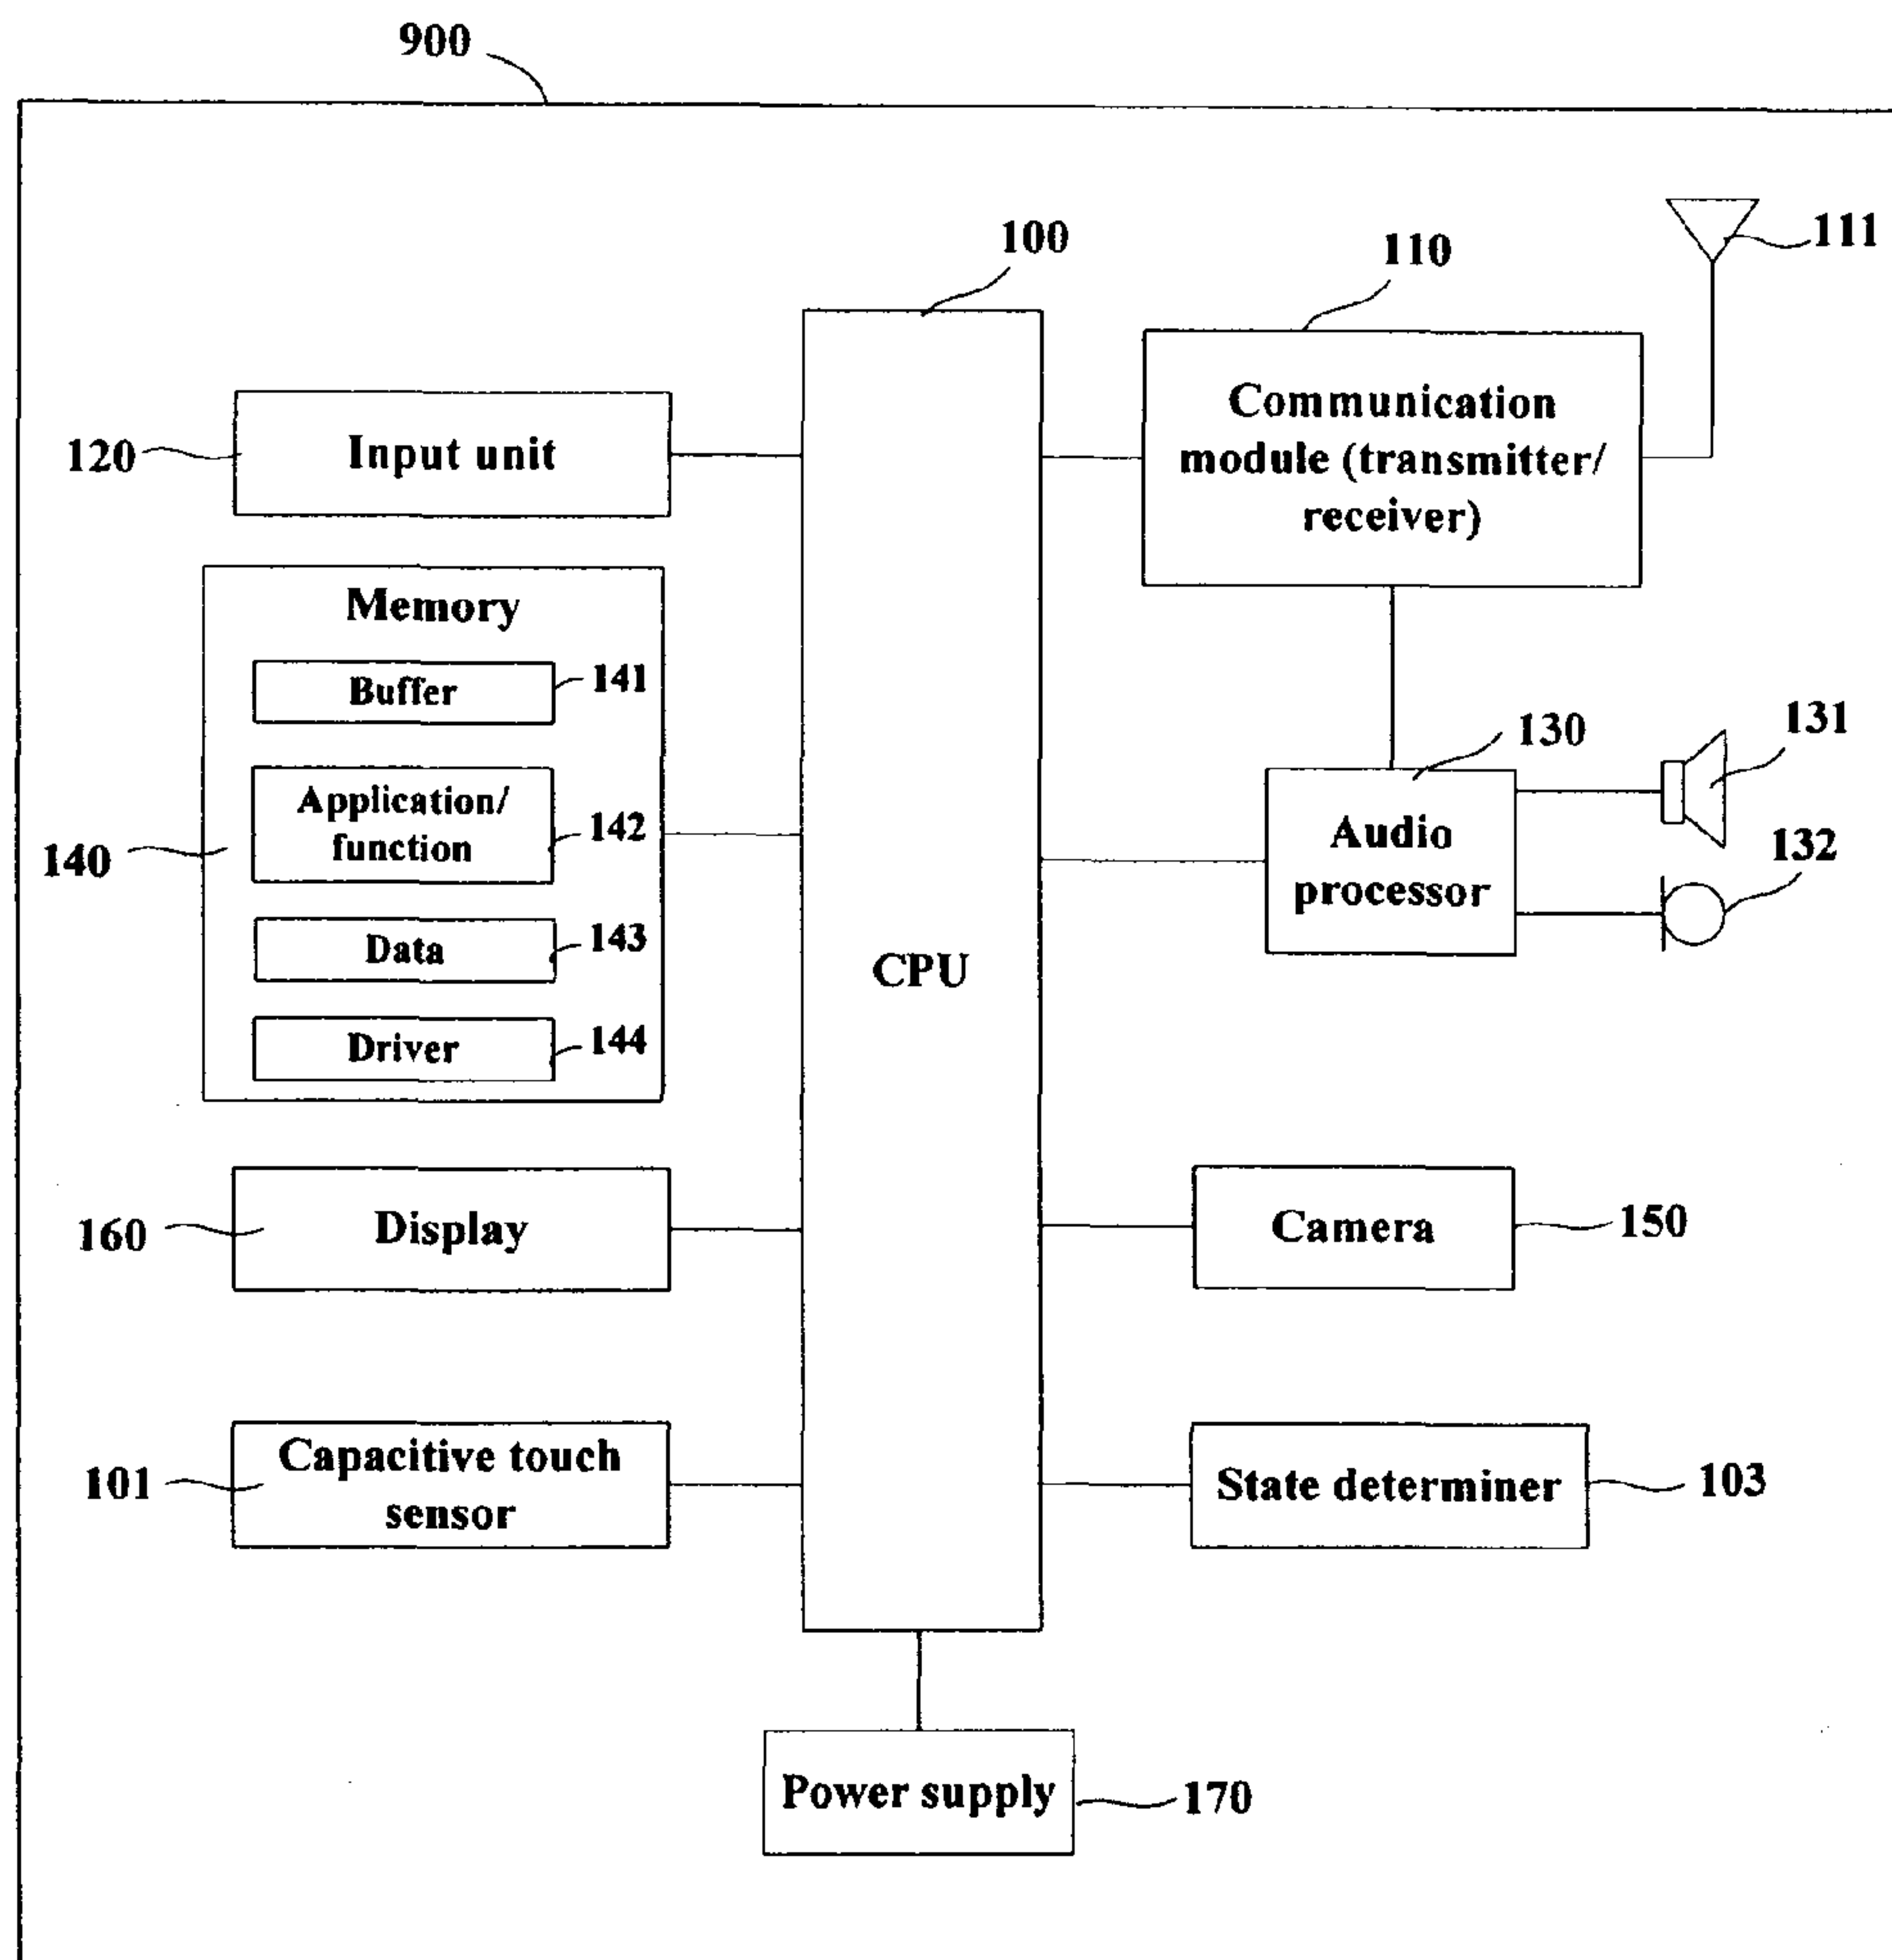 900
100
110
111
Communication
module (transmitter/
receiver)
120
Input unit
Memory
Buffer
141
Application/
function
142
140
Data
143
Driver
144
130
131
Audio
processor
132
CPU
160
Display
Camera
150
101
Capacitive touch
sensor
State determiner
103
Power supply
170